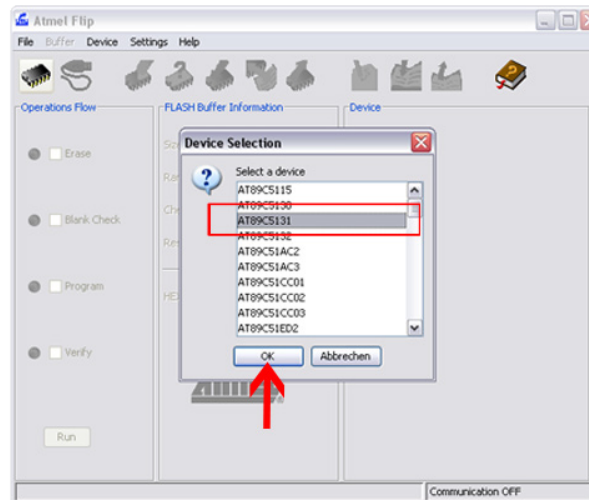 Atmel Flip
File Buffer Device Settings Help
Operations Flow
FLASH Buffer Information
Device
Erase
Blank Check
Program
Verify
Run
Device Selection
Select a device
AT89C5115
AT89C5130
AT89C5131
AT89C5132
AT89C51AC2
AT89C51AC3
AT89C51CC01
AT89C51CC02
AT89C51CC03
AT89C51ED2
OK Abbrechen
Communication OFF